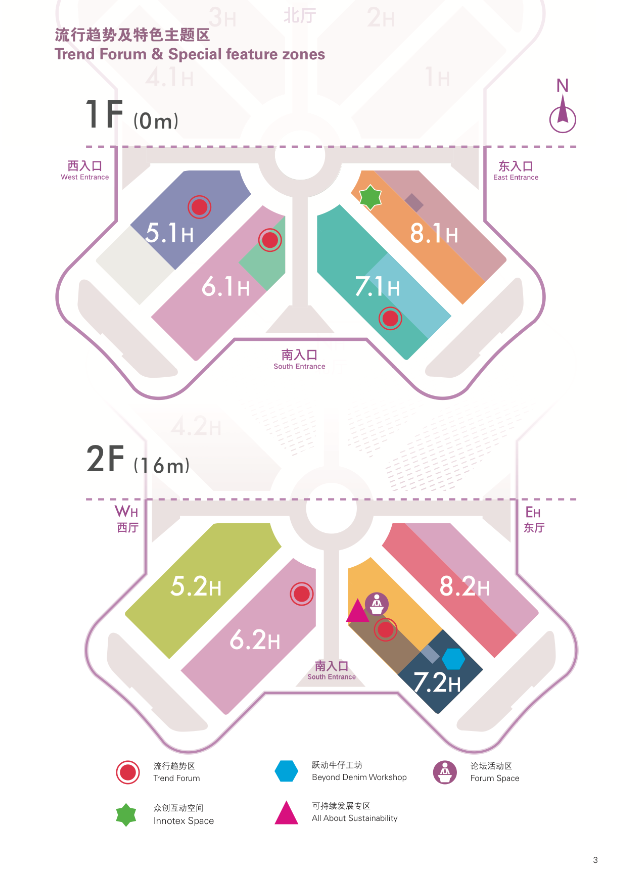 3H
北厅
2H
流行趋势及特色主题区
Trend Forum & Special feature zones
4.1H
1H
1F (0m)
N
西入口
West Entrance
东入口
East Entrance
5.1H
8.1H
6.1H
7.1H
南入口
South Entrance
4.2H
2F (16m)
WH
西厅
EH
东厅
5.2H
8.2H
6.2H
南入口
South Entrance
7.2H
流行趋势区
Trend Forum
跃动牛仔工坊
Beyond Denim Workshop
论坛活动区
Forum Space
众创互动空间
Innotex Space
可持续发展专区
All About Sustainability
3